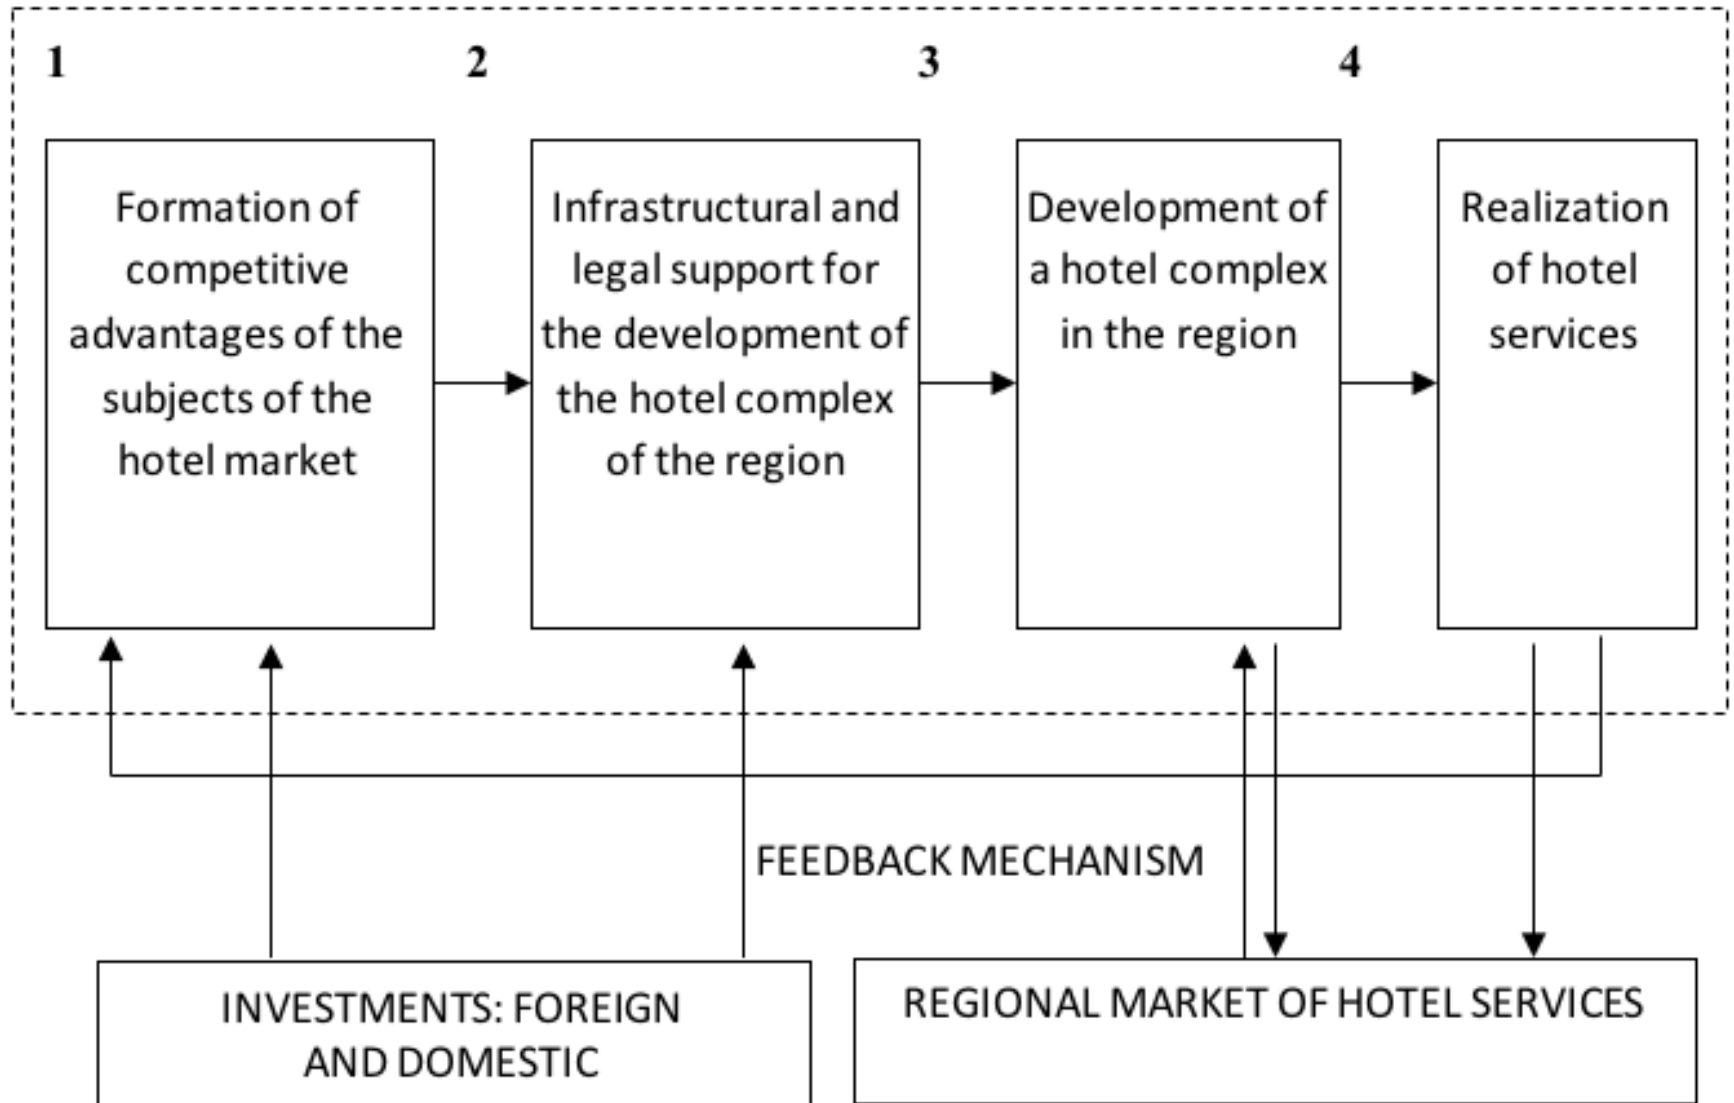 1
2
3
4
Formation of
competitive
advantages of the
subjects of the
hotel market
Infrastructural and
legal support for
the development of
the hotel complex
of the region
Development of
a hotel complex
in the region
Realization
of hotel
services
FEEDBACK MECHANISM
INVESTMENTS: FOREIGN
AND DOMESTIC
REGIONAL MARKET OF HOTEL SERVICES